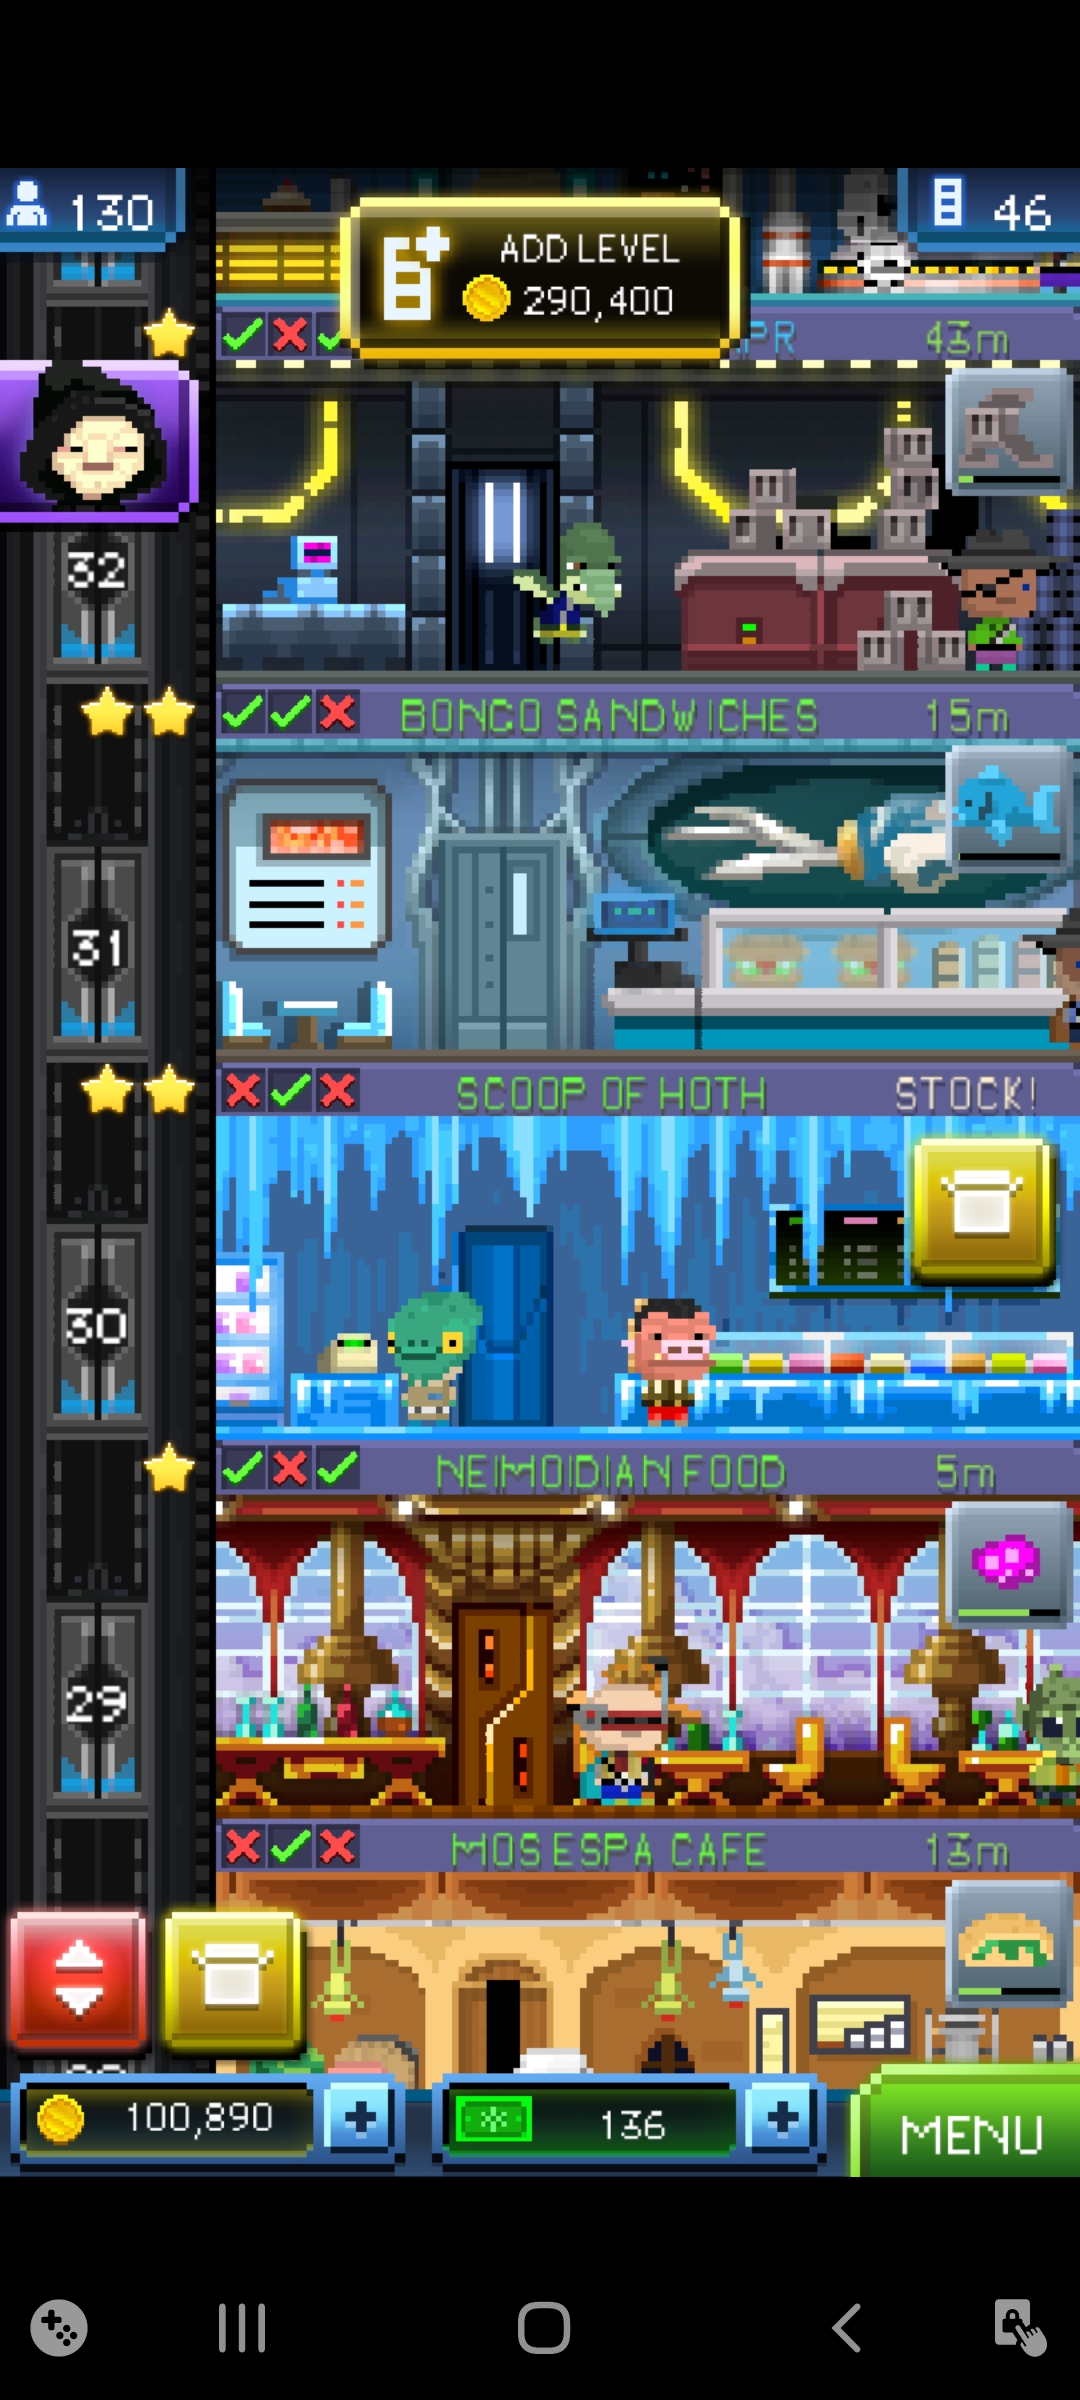 130
46
ADD LEVEL
290,400
PR 43m
32
BONGO SANDWICHES 15m
31
SCOOP OF HOTH STOCK!
30
NEIMOIDIAN FOOD 5m
29
MOS ESPA CAFE 13m
100,890
136
MENU